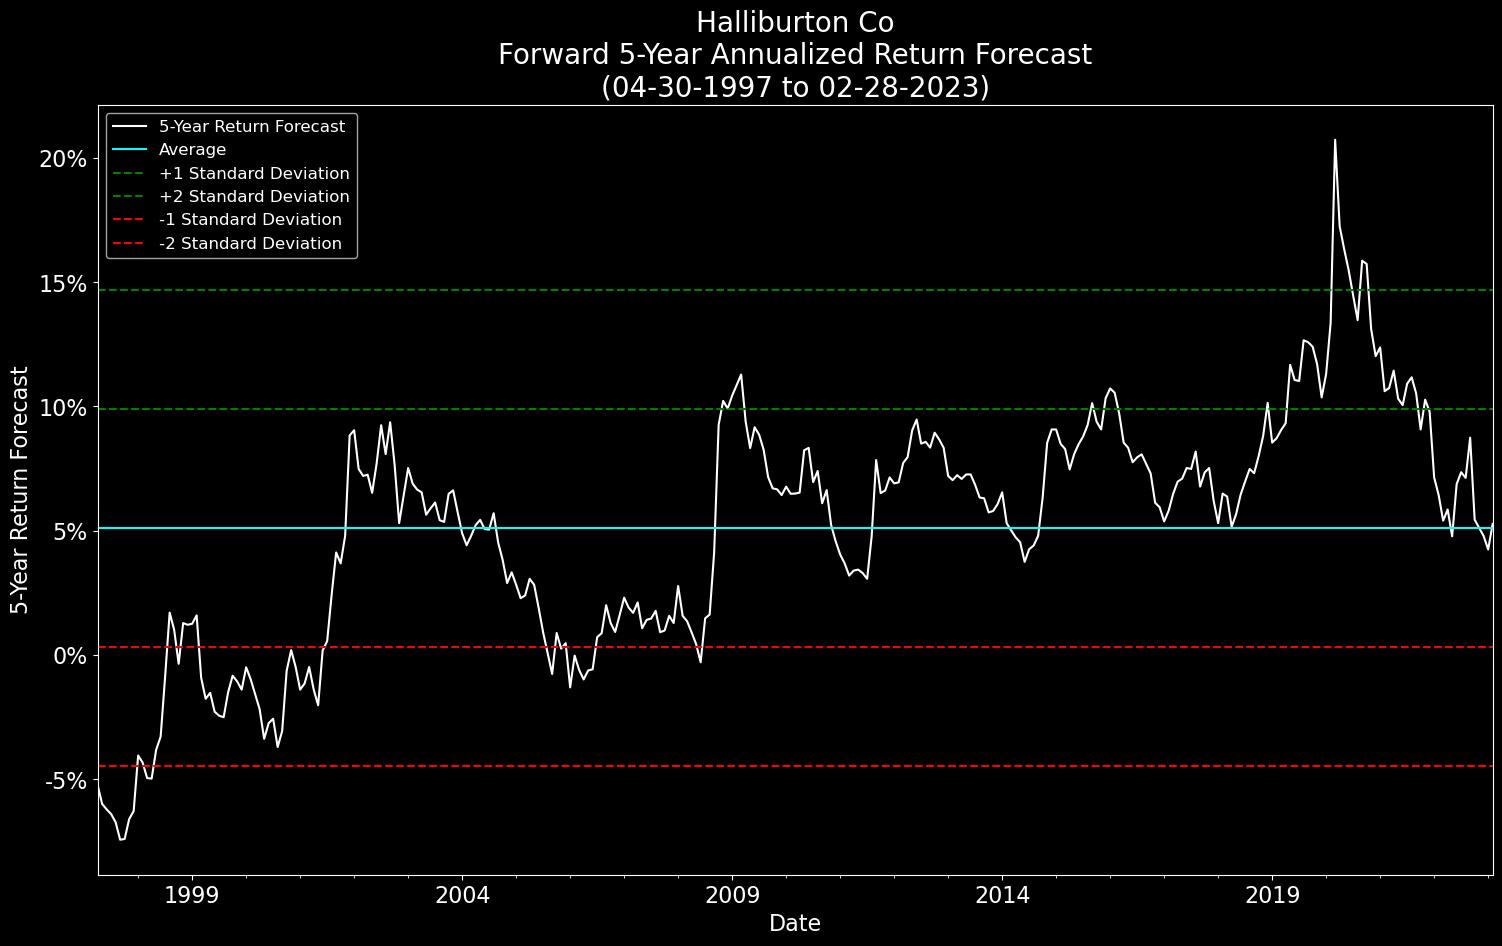 Halliburton Co
Forward 5-Year Annualized Return Forecast
(04-30-1997 to 02-28-2023)
5-Year Return Forecast
Average
+1 Standard Deviation
+2 Standard Deviation
-1 Standard Deviation
-2 Standard Deviation
5-Year Return Forecast
20%
15%
10%
5%
0%
-5%
1999 2004 2009 2014 2019
Date